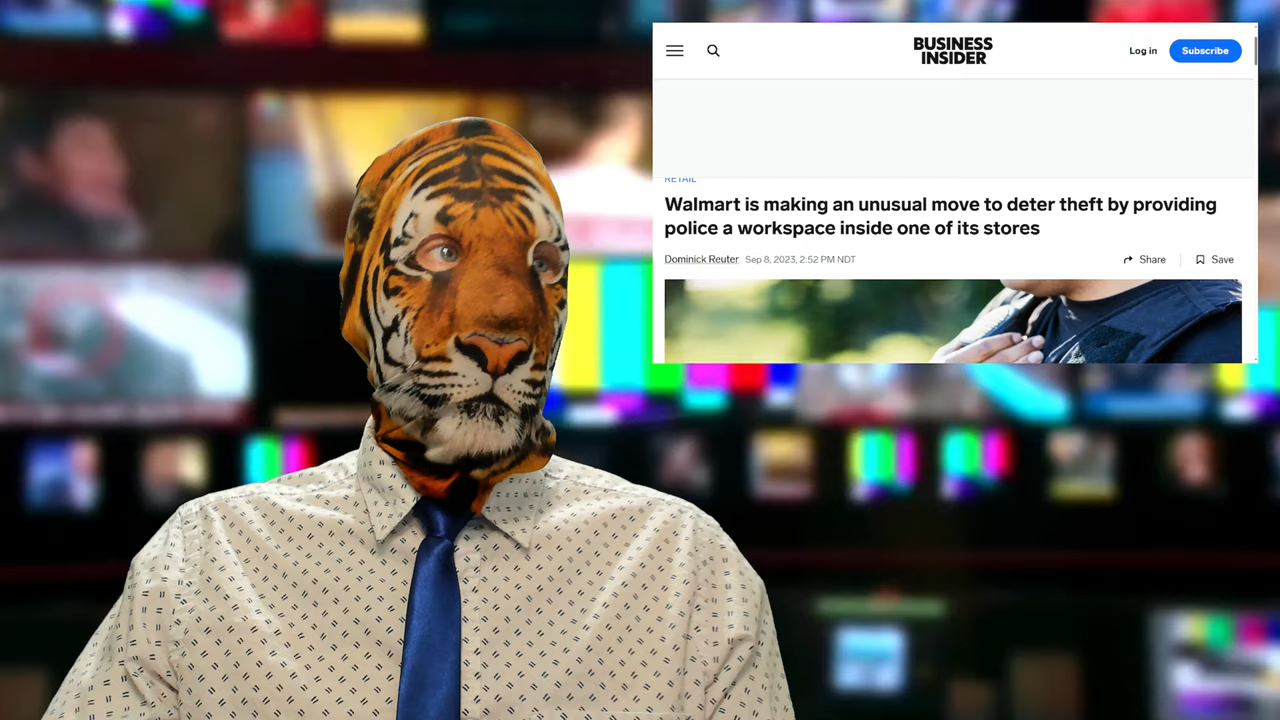 BUSINESS
INSIDER
Log in
Subscribe
RETAIL
Walmart is making an unusual move to deter theft by providing
police a workspace inside one of its stores
Dominick Reuter Sep 8, 2023, 2:52 PM NDT
Share
Save